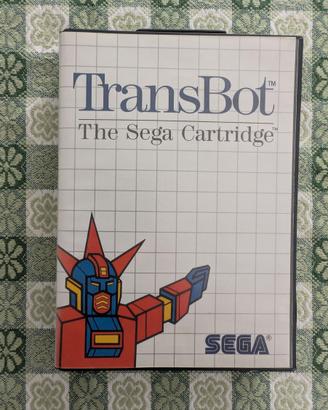 TransBot™
The Sega Cartridge™
SEGA®